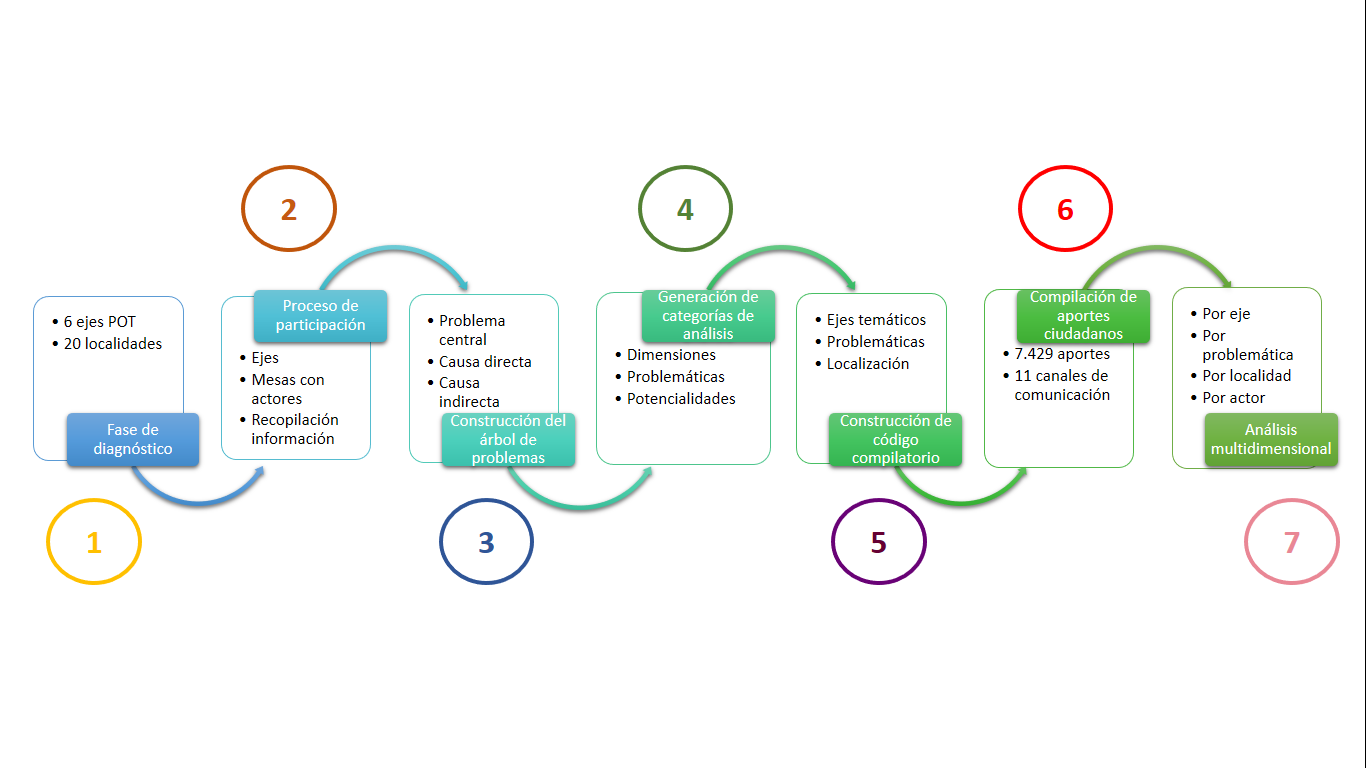 1
• 6 ejes POT
• 20 localidades
Fase de
diagnóstico
2
Proceso de
participación
• Ejes
• Mesas con
actores
• Recopilación
información
3
• Problema
central
• Causa directa
• Causa
indirecta
Construcción del
árbol de
problemas
4
Generación de
categorías de
análisis
• Dimensiones
• Problemáticas
• Potencialidades
5
• Ejes temáticos
• Problemáticas
• Localización
Construcción de
código
compilatorio
6
Compilación de
aportes
ciudadanos
• 7.429 aportes
• 11 canales de
comunicación
7
• Por eje
• Por
problemática
• Por localidad
• Por actor
Análisis
multidimensional